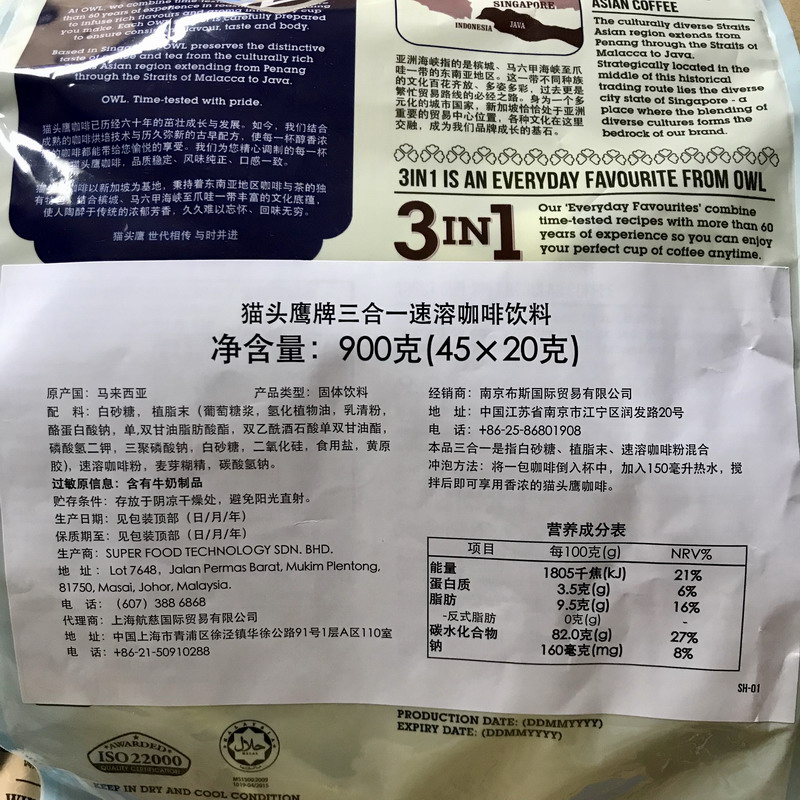 At OWL, we combine time-tested
than 60 years of experience in
to infuse rich flavours and
you make. Each is carefully prepared
to ensure consistent flavour, taste and body.
Based in Singapore, OWL preserves the distinctive
taste of coffee and tea from the culturally rich
Asian region extending from Penang
through the Straits of Malacca to Java.
OWL. Time-tested with pride.
猫头鹰咖啡已历经六十年的茁壮成长与发展。如今，我们结合
成熟的咖啡烘培技术与历久弥新的古早配方，使每一杯醇香浓
的咖啡都能带给您愉悦的享受。我们为您精心调制的每一杯
猫头鹰咖啡，品质稳定、风味纯正、口感一致。
咖啡以新加坡为基地，秉持着东南亚地区咖啡与茶的独
有特色，结合槟城、马六甲海峡至爪哇一带丰富的文化底蕴，
使人陶醉于传统的浓郁芳香，久久难以忘怀、回味无穷。
猫头鹰 世代相传 与时并进
SINGAPORE
INDONESIA
JAVA
亚洲海峡指的是槟城、马六甲海峡至爪
哇一带的东南亚地区。这一带不同种族
的文化百花齐放、多姿多彩，过去更是
繁忙贸易路线的必经之路。身为一个多
元化的城市国家，新加坡恰恰处于亚洲
重要的贸易中心位置，各种文化在这里
交融，成为我们品牌成长的基石。
ASIAN COFFEE
The culturally diverse Straits
Asian region extends from
Penang through the Straits of
Malacca to Java.
Strategically located in the
middle of this historical
trading route lies the diverse
city state of Singapore - a
place where the blending of
diverse cultures forms the
bedrock of our brand.
3IN1 IS AN EVERYDAY FAVOURITE FROM OWL
3IN1
Our 'Everyday Favourites' combine
time-tested recipes with more than 60
years of experience so you can enjoy
your perfect cup of coffee anytime.
猫头鹰牌三合一速溶咖啡饮料
净含量：900克(45×20克)
原产国：马来西亚 产品类型：固体饮料
配 料：白砂糖，植脂末（葡萄糖浆，氢化植物油，乳清粉，
酪蛋白酸钠，单，双甘油脂肪酸酯，双乙酰酒石酸单双甘油酯，
磷酸氢二钾，三聚磷酸钠，白砂糖，二氧化硅，食用盐，黄原
胶），速溶咖啡粉，麦芽糊精，碳酸氢钠。
过敏原信息：含有牛奶制品
贮存条件：存放于阴凉干燥处，避免阳光直射。
生产日期：见包装顶部（日/月/年）
保质期至：见包装顶部（日/月/年）
生产商：SUPER FOOD TECHNOLOGY SDN. BHD.
地 址：Lot 7648, Jalan Permas Barat, Mukim Plentong,
81750, Masai, Johor, Malaysia.
电 话：（607）388 6868
代理商：上海航慈国际贸易有限公司
地 址：中国上海市青浦区徐泾镇华徐公路91号1层A区110室
电 话：+86-21-50910288
经销商：南京布斯国际贸易有限公司
地 址：中国江苏省南京市江宁区润发路20号
电 话：+86-25-86801908
本品三合一是指白砂糖、植脂末、速溶咖啡粉混合
冲泡方法：将一包咖啡倒入杯中，加入150毫升热水，搅
拌后即可享用香浓的猫头鹰咖啡。
营养成分表
项目 每100克(g) NRV%
能量 1805千焦(kJ) 21%
蛋白质 3.5克(g) 6%
脂肪 9.5克(g) 16%
-反式脂肪 0克(g) -
碳水化合物 82.0克(g) 27%
钠 160毫克(mg) 8%
SH-01
PRODUCTION DATE: (DDMMYYYY)
EXPIRY DATE: (DDMMYYYY)
AWARDED
ISO 22000
QUALITY CERTIFICATION
حلال
MS1500:2009
KEEP IN DRY AND COOL CONDITION